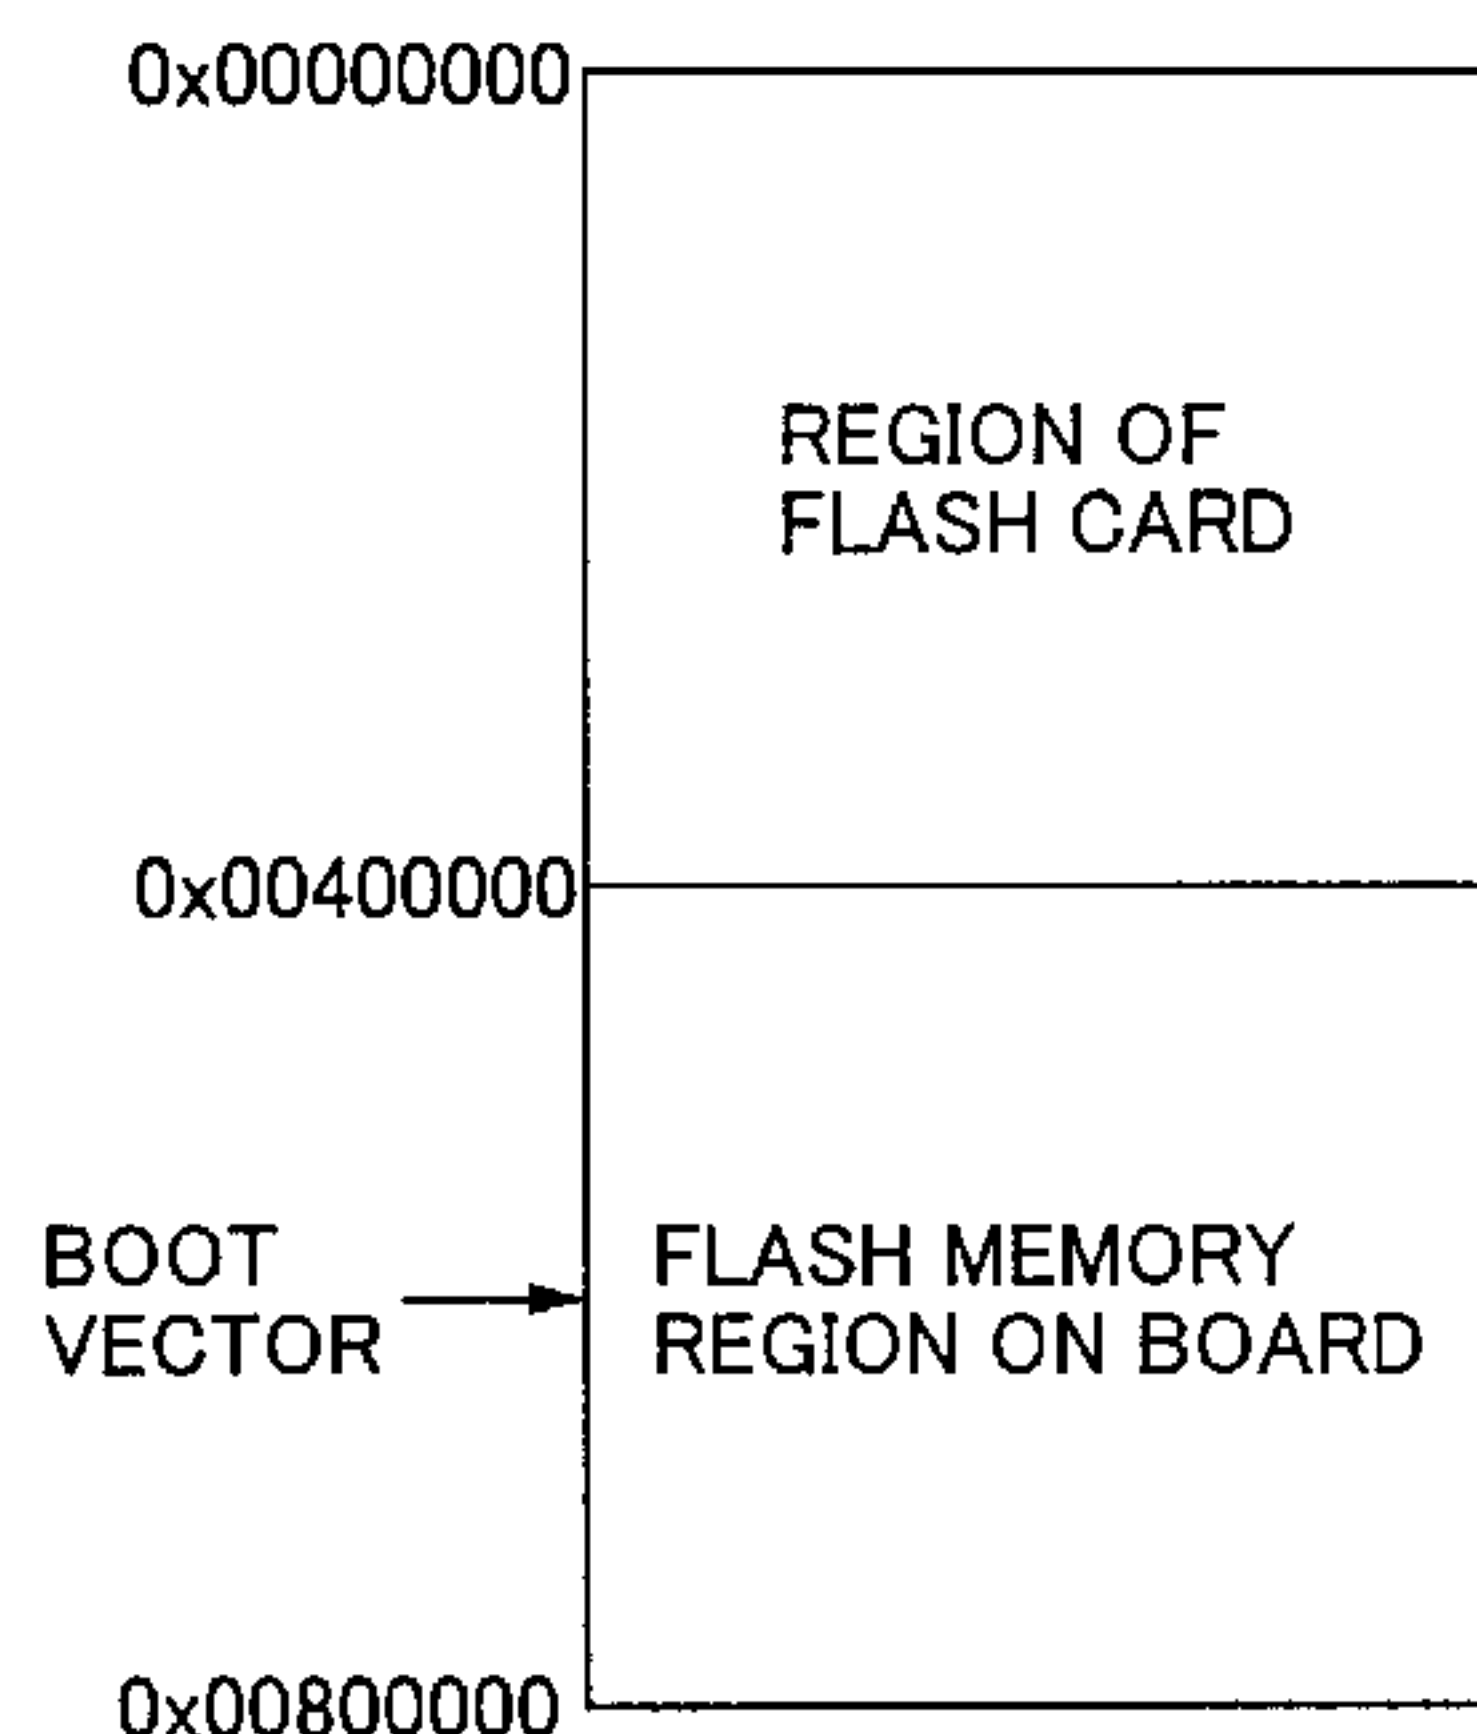 0x00000000
REGION OF
FLASH CARD
0x00400000
BOOT
VECTOR
FLASH MEMORY
REGION ON BOARD
0x00800000